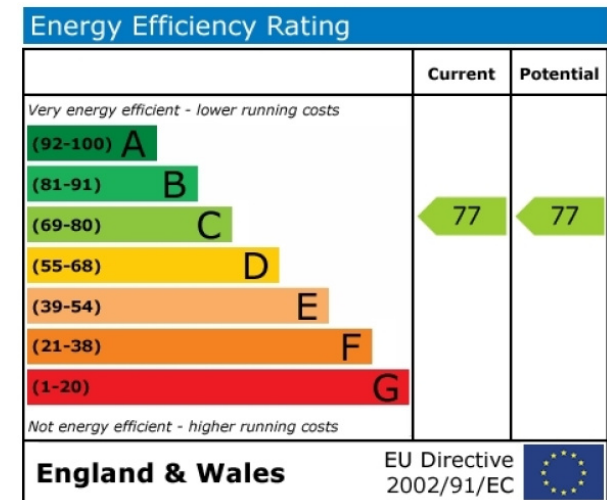 Energy Efficiency Rating
Current Potential
Very energy efficient - lower running costs
(92-100) A
(81-91) B
(69-80) C
77 77
(55-68) D
(39-54) E
(21-38) F
(1-20) G
Not energy efficient - higher running costs
England & Wales
EU Directive
2002/91/EC